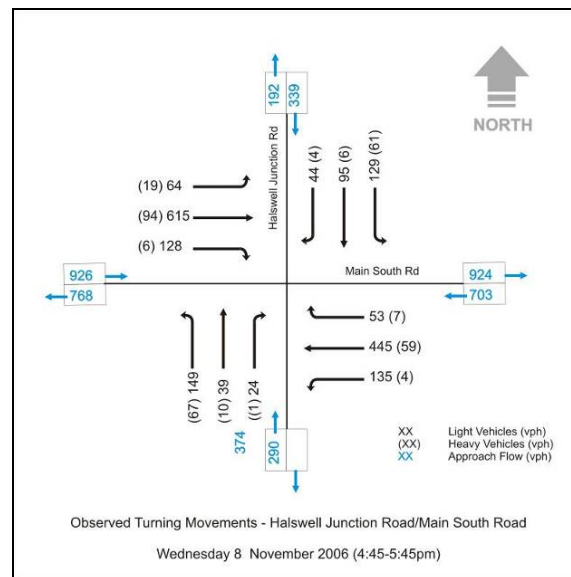 192
339
NORTH
Halswell Junction Rd
44 (4)
95 (6)
129 (61)
(19) 64
(94) 615
(6) 128
926
768
Main South Rd
924
703
53 (7)
445 (59)
135 (4)
(67) 149
(10) 39
((1) 24
374
290
XX Light Vehicles (vph)
(XX) Heavy Vehicles (vph)
XX Approach Flow (vph)
Observed Turning Movements - Halswell Junction Road/Main South Road
Wednesday 8 November 2006 (4:45-5:45pm)